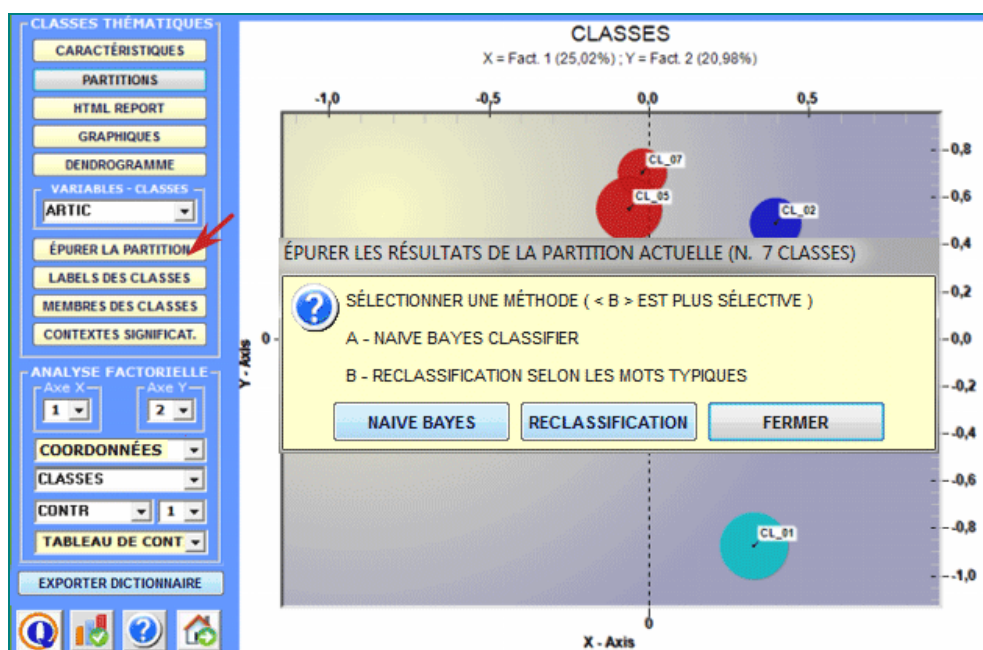 CLASSES THÉMATIQUES
CARACTÉRISTIQUES
PARTITIONS
HTML REPORT
GRAPHIQUES
DENDROGRAMME
VARIABLES - CLASSES
ARTIC
ÉPURER LA PARTITION
LABELS DES CLASSES
MEMBRES DES CLASSES
CONTEXTES SIGNIFICAT.
ANALYSE FACTORIELLE
Axe X Axe Y
1 2
COORDONNÉES
CLASSES
CONTR 1
TABLEAU DE CONT
EXPORTER DICTIONNAIRE
Q ?
CLASSES
X = Fact. 1 (25,02%) ; Y = Fact. 2 (20,98%)
-1,0 -0,5 0,0 0,5
CL_07
CL_05
CL_02
ÉPURER LES RÉSULTATS DE LA PARTITION ACTUELLE (N. 7 CLASSES)
? SÉLECTIONNER UNE MÉTHODE ( < B > EST PLUS SÉLECTIVE )
A - NAIVE BAYES CLASSIFIER
B - RECLASSIFICATION SELON LES MOTS TYPIQUES
NAIVE BAYES RECLASSIFICATION FERMER
CL_01
0,8
0,6
0,4
0,2
0,0
-0,2
-0,4
-0,6
-0,8
-1,0
0
Y - Axis
0
X - Axis